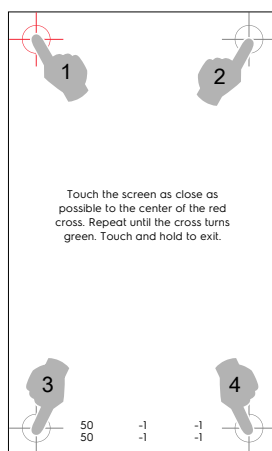 1
2
Touch the screen as close as
possible to the center of the red
cross. Repeat until the cross turns
green. Touch and hold to exit.
3
4
50 -1 -1
50 -1 -1